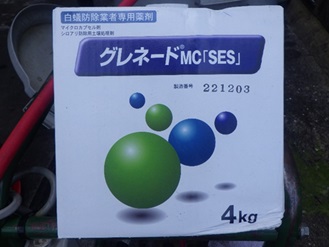 白蟻防除業者専用薬剤
マイクロカプセル剤
シロアリ防除用土壌処理剤
グレネード®MC「SES」
製造番号 221203
4kg